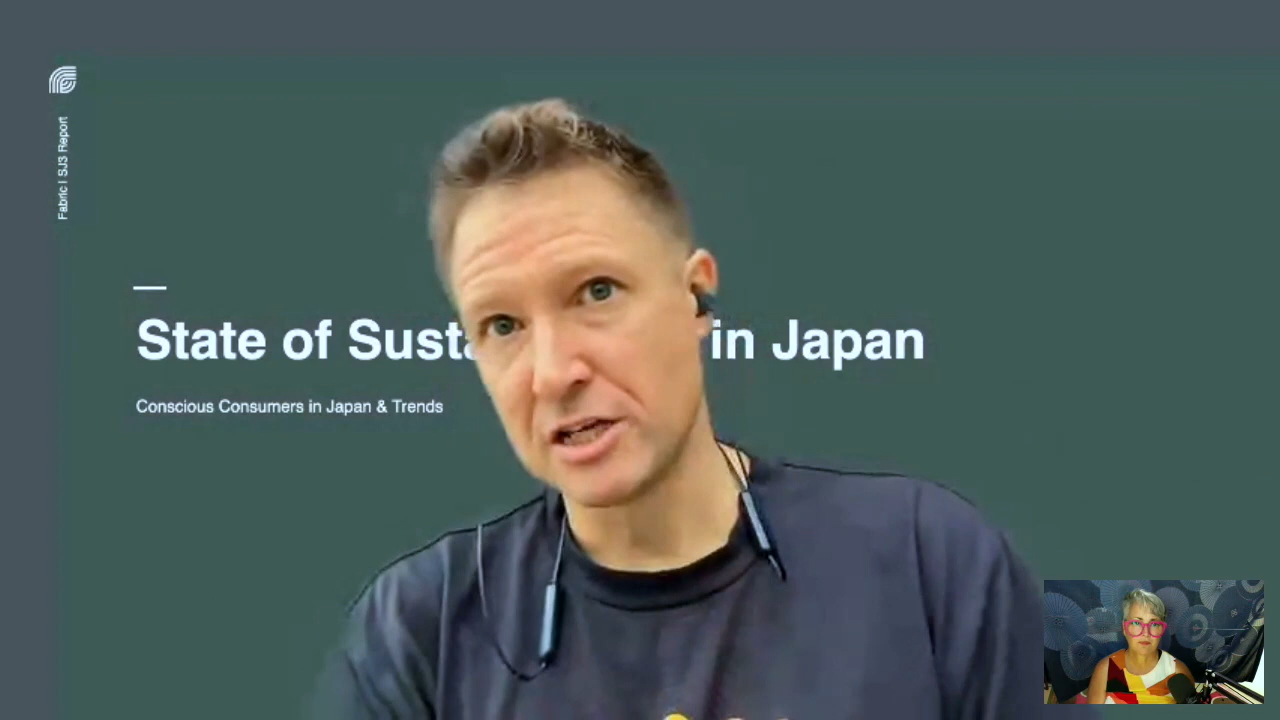 Fabric | SJ3 Report
State of Susta in Japan
Conscious Consumers in Japan & Trends